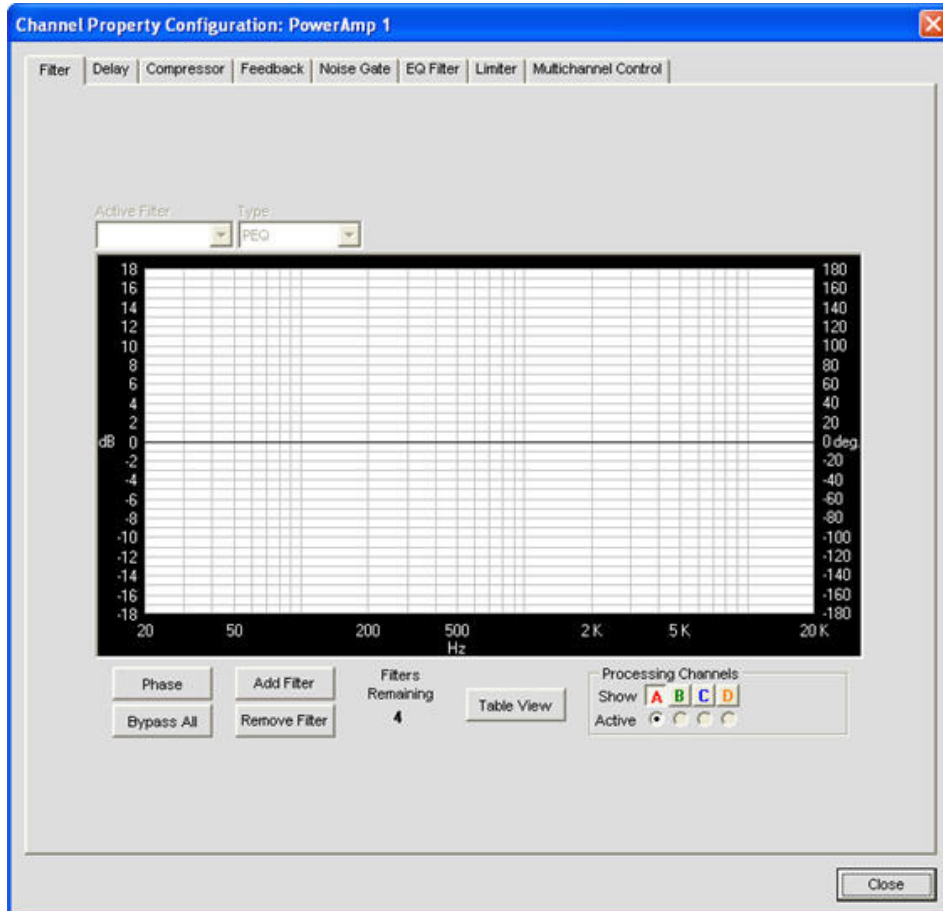 Channel Property Configuration: PowerAmp 1
Filter Delay Compressor Feedback Noise Gate EQ Filter Limiter Multichannel Control
Active Filter Type
PEQ
18 180
16 160
14 140
12 120
10 100
8 80
6 60
4 40
2 20
dB 0 0 deg.
-2 -20
-4 -40
-6 -60
-8 -80
-10 -100
-12 -120
-14 -140
-16 -160
-18 -180
20 50 200 500 2 K 5 K 20 K
Hz
Phase Add Filter Filters Remaining Table View Processing Channels
Show A B C D
Bypass All Remove Filter 4 Active
Close